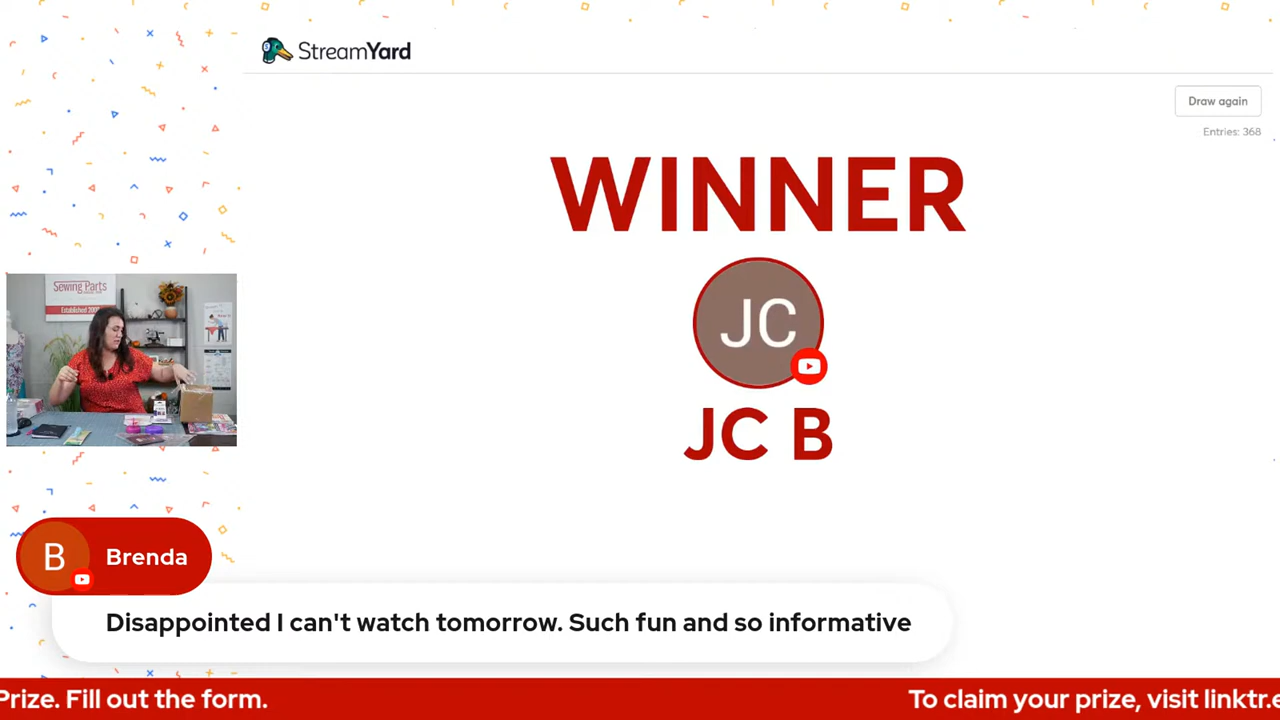 StreamYard
Draw again
Entries: 368
WINNER
JC
JC B
Sewing Parts
B
Brenda
Disappointed I can't watch tomorrow. Such fun and so informative
Prize. Fill out the form.
To claim your prize, visit linktr.e